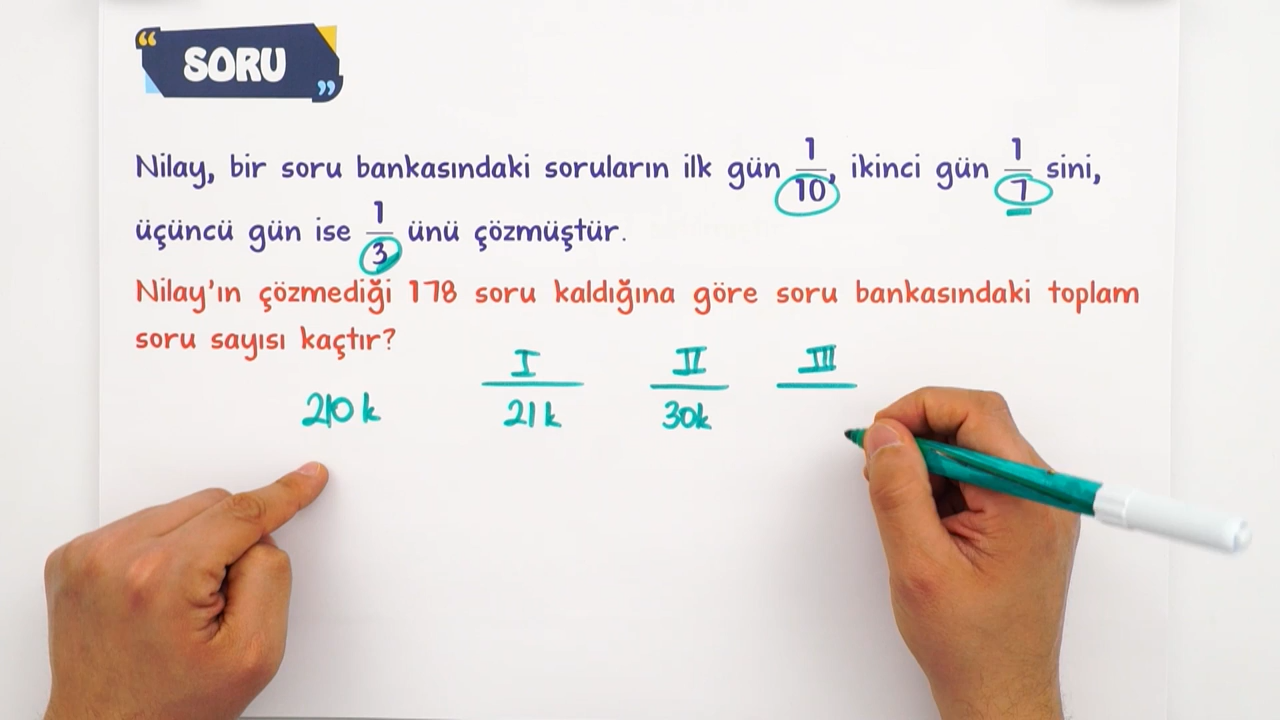 SORU
Nilay, bir soru bankasındaki soruların ilk gün 1/10, ikinci gün 1/7 sini,
üçüncü gün ise 1/3 ünü çözmüştür.
Nilay'ın çözmediği 178 soru kaldığına göre soru bankasındaki toplam
soru sayısı kaçtır?
I II III
210k 21k 30k